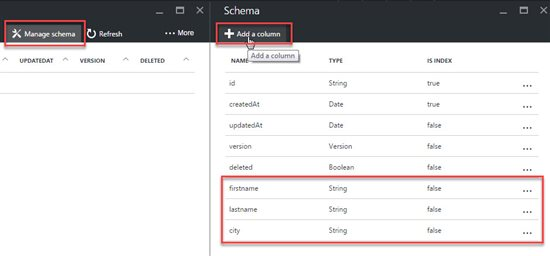 Manage schema Refresh ... More
UPDATEDAT VERSION DELETED
Schema
Add a column
Add a column
NAME TYPE IS INDEX
id String true ...
createdAt Date true ...
updatedAt Date false ...
version Version false ...
deleted Boolean false ...
firstname String false ...
lastname String false ...
city String false ...